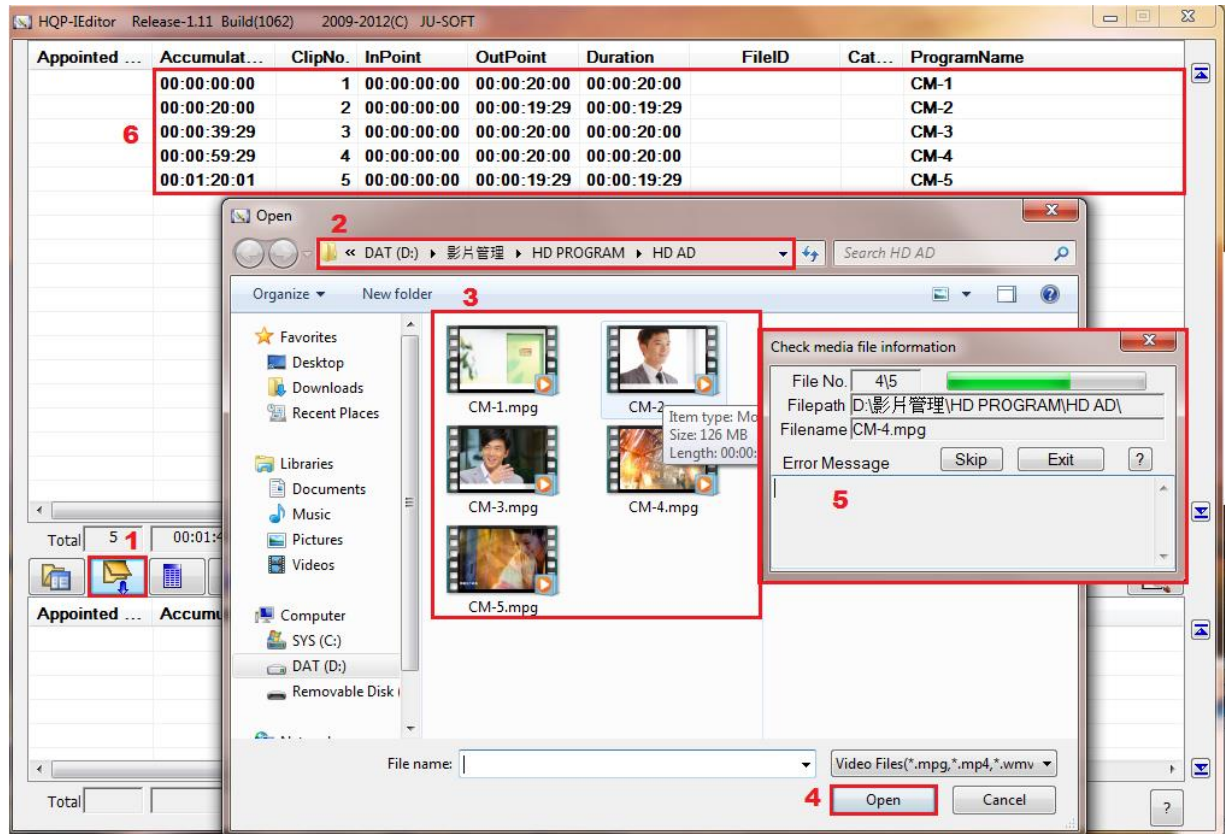 HQP-IEditor Release-1.11 Build(1062) 2009-2012(C) JU-SOFT
Appointed ... Accumulat... ClipNo. InPoint OutPoint Duration FileID Cat... ProgramName
00:00:00:00 1 00:00:00:00 00:00:20:00 00:00:20:00 CM-1
00:00:20:00 2 00:00:00:00 00:00:19:29 00:00:19:29 CM-2
6 00:00:39:29 3 00:00:00:00 00:00:20:00 00:00:20:00 CM-3
00:00:59:29 4 00:00:00:00 00:00:20:00 00:00:20:00 CM-4
00:01:20:01 5 00:00:00:00 00:00:19:29 00:00:19:29 CM-5
Open
2
« DAT (D:) 影片管理 HD PROGRAM HD AD
Search HD AD
Organize New folder
3
Favorites
Desktop
Downloads
Recent Places
Libraries
Documents
Music
Pictures
Videos
Computer
SYS (C:)
DAT (D:)
Removable Disk
CM-1.mpg
CM-2
Item type:
Size: 126 MB
Length: 00:00:
CM-3.mpg
CM-4.mpg
CM-5.mpg
Check media file information
File No. 4\5
Filepath D:\影片管理\HD PROGRAM\HD AD\
Filename CM-4.mpg
Error Message Skip Exit ?
5
Total 5 1 00:01:4
Appointed ... Accumu
File name: Video Files(*.mpg,*.mp4,*.wmv
4 Open Cancel
Total ?